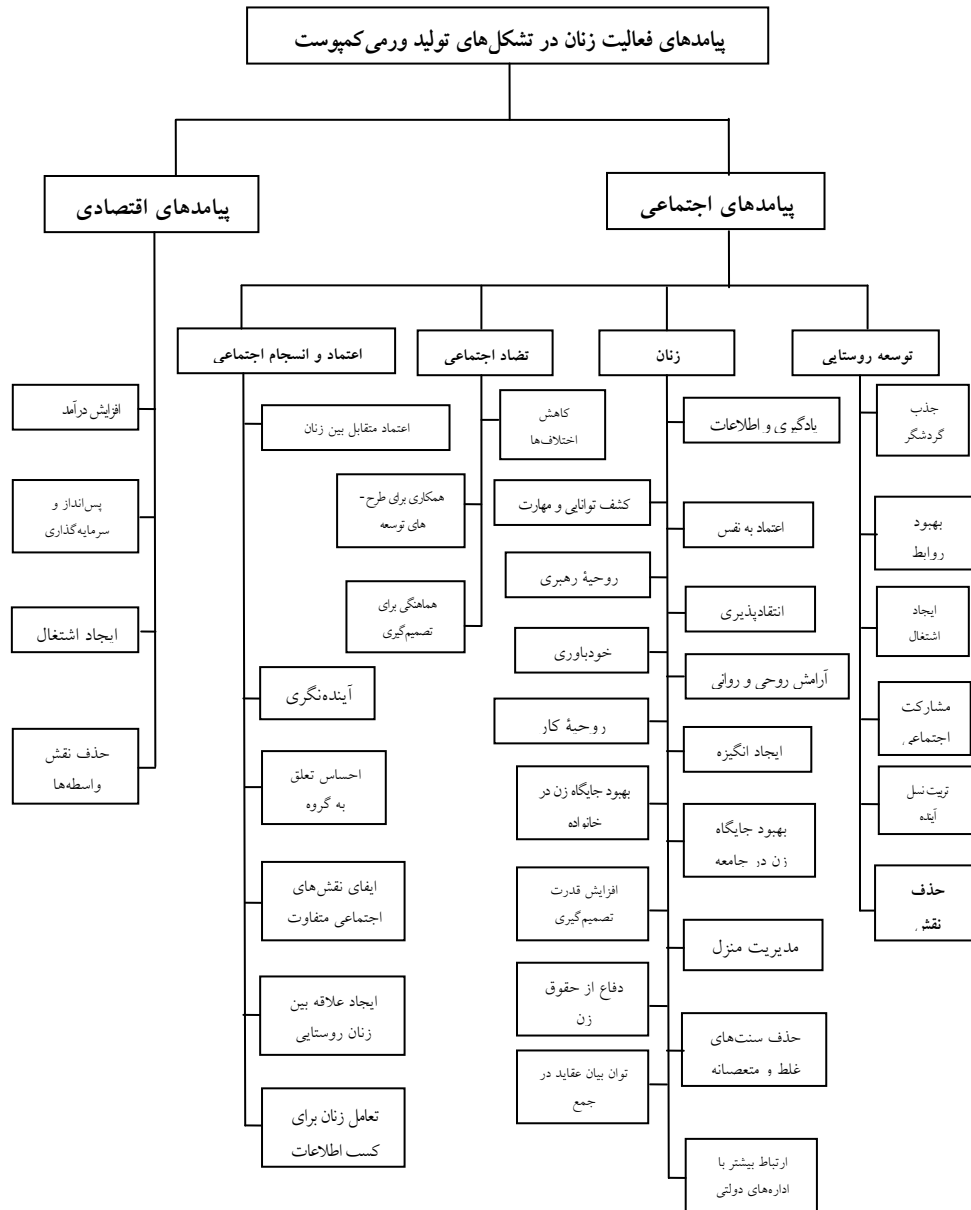 پیامدهای فعالیت زنان در تشکل‌های تولید ورمی‌کمپوست
پیامدهای اجتماعی
پیامدهای اقتصادی
توسعه روستایی
جذب
گردشگر
بهبود
روابط
ایجاد
اشتغال
مشارکت
اجتماعی
تربیت نسل
آینده
حذف
نقش
زنان
یادگیری و اطلاعات
کشف توانایی و مهارت
اعتماد به نفس
روحیهٔ رهبری
انتقادپذیری
خودباوری
آرامش روحی و روانی
روحیهٔ کار
ایجاد انگیزه
بهبود جایگاه زن در
خانواده
بهبود جایگاه
زن در جامعه
افزایش قدرت
تصمیم‌گیری
مدیریت منزل
دفاع از حقوق
زن
حذف سنت‌های
غلط و متعصبانه
توان بیان عقاید در
جمع
ارتباط بیشتر با
اداره‌های دولتی
تضاد اجتماعی
کاهش
اختلاف‌ها
همکاری برای طرح-
های توسعه
هماهنگی برای
تصمیم‌گیری
اعتماد و انسجام اجتماعی
اعتماد متقابل بین زنان
آینده‌نگری
احساس تعلق
به گروه
ایفای نقش‌های
اجتماعی متفاوت
ایجاد علاقه بین
زنان روستایی
تعامل زنان برای
کسب اطلاعات
افزایش درآمد
پس‌انداز و
سرمایه‌گذاری
ایجاد اشتغال
حذف نقش
واسطه‌ها